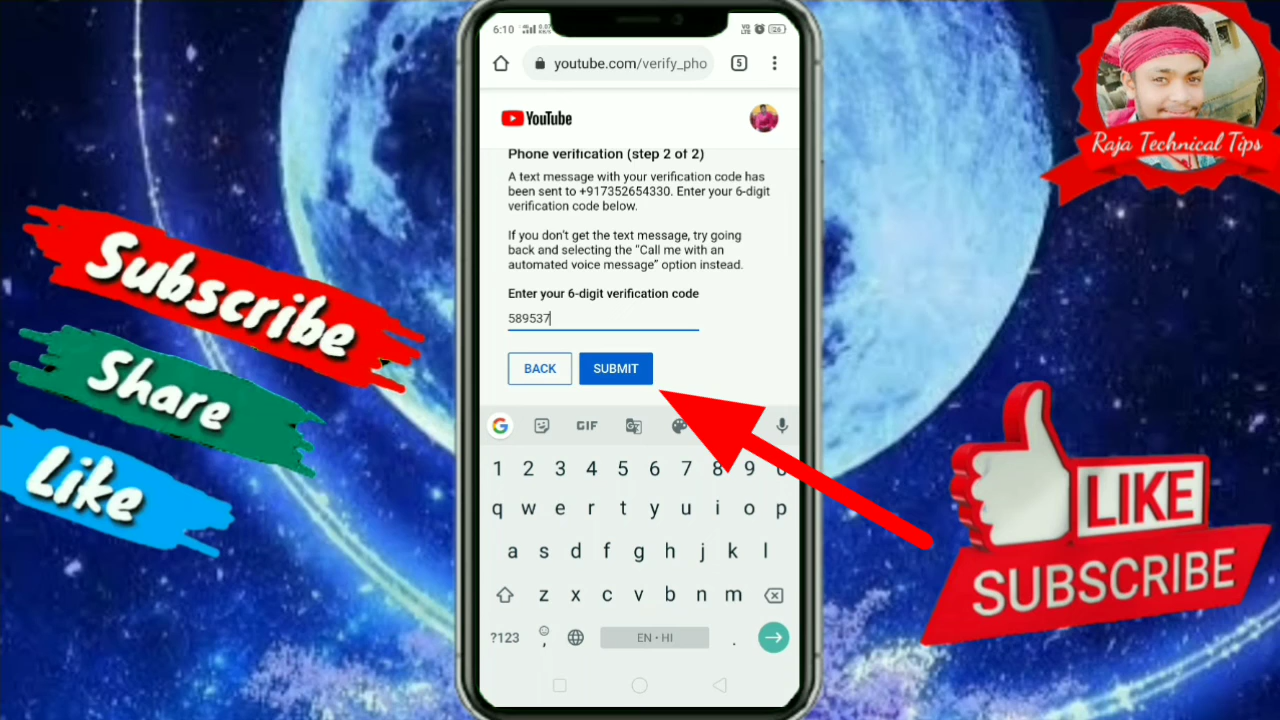 6:10
youtube.com/verify_pho
5
YouTube
Phone verification (step 2 of 2)
A text message with your verification code has
been sent to +917352654330. Enter your 6-digit
verification code below.
If you don't get the text message, try going
back and selecting the "Call me with an
automated voice message" option instead.
Enter your 6-digit verification code
589537
BACK
SUBMIT
GIF
1 2 3 4 5 6 7 8 9
q w e r t y u i o p
a s d f g h j k l
z x c v b n m
?123 , EN • HI .
Raja Technical Tips
Subscribe
Share
Like
LIKE
SUBSCRIBE